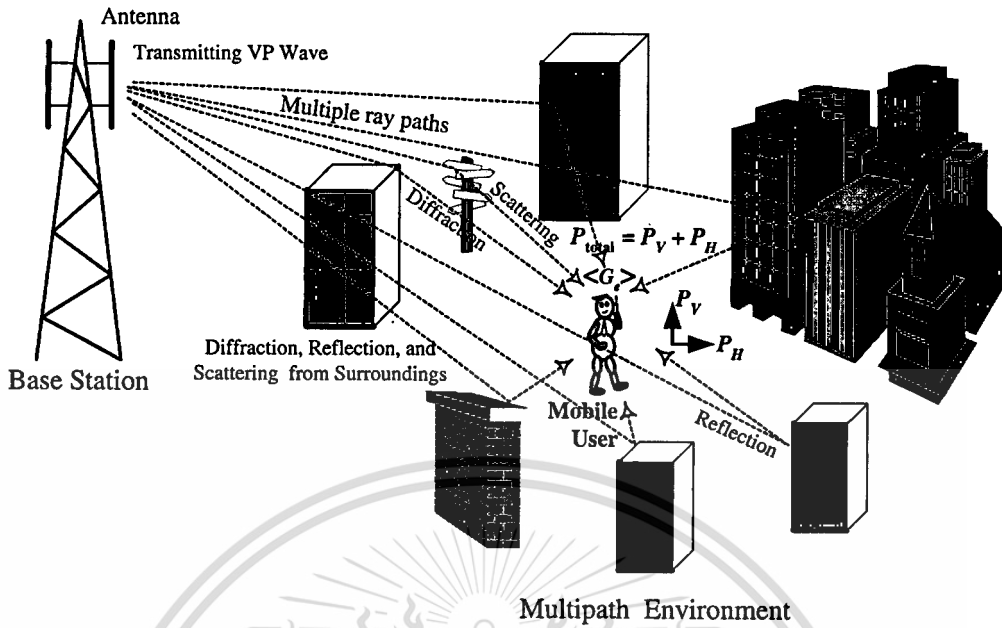 Antenna
Transmitting VP Wave
Multiple ray paths
Scattering
Diffraction
P_total = P_V + P_H
<G_e>
P_V
P_H
Diffraction, Reflection, and
Scattering from Surroundings
Base Station
Mobile
User
Reflection
Multipath Environment